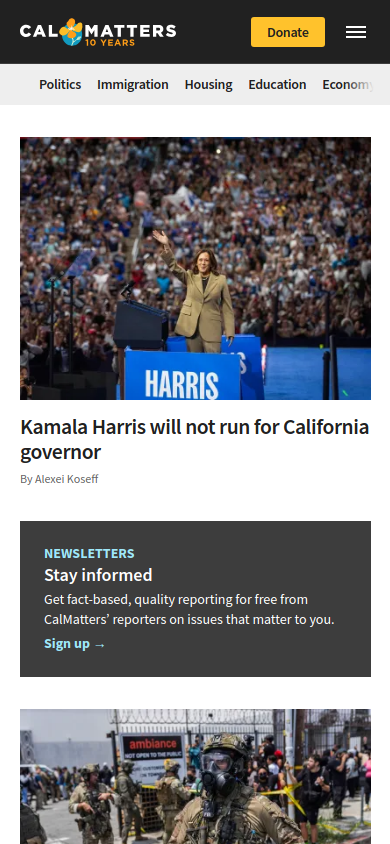 CALMATTERS
10 YEARS
Donate
Politics Immigration Housing Education Economy
HARRIS
Kamala Harris will not run for California
governor
By Alexei Koseff
NEWSLETTERS
Stay informed
Get fact-based, quality reporting for free from
CalMatters’ reporters on issues that matter to you.
Sign up →
ambiance
NOT OPEN TO THE PUBLIC